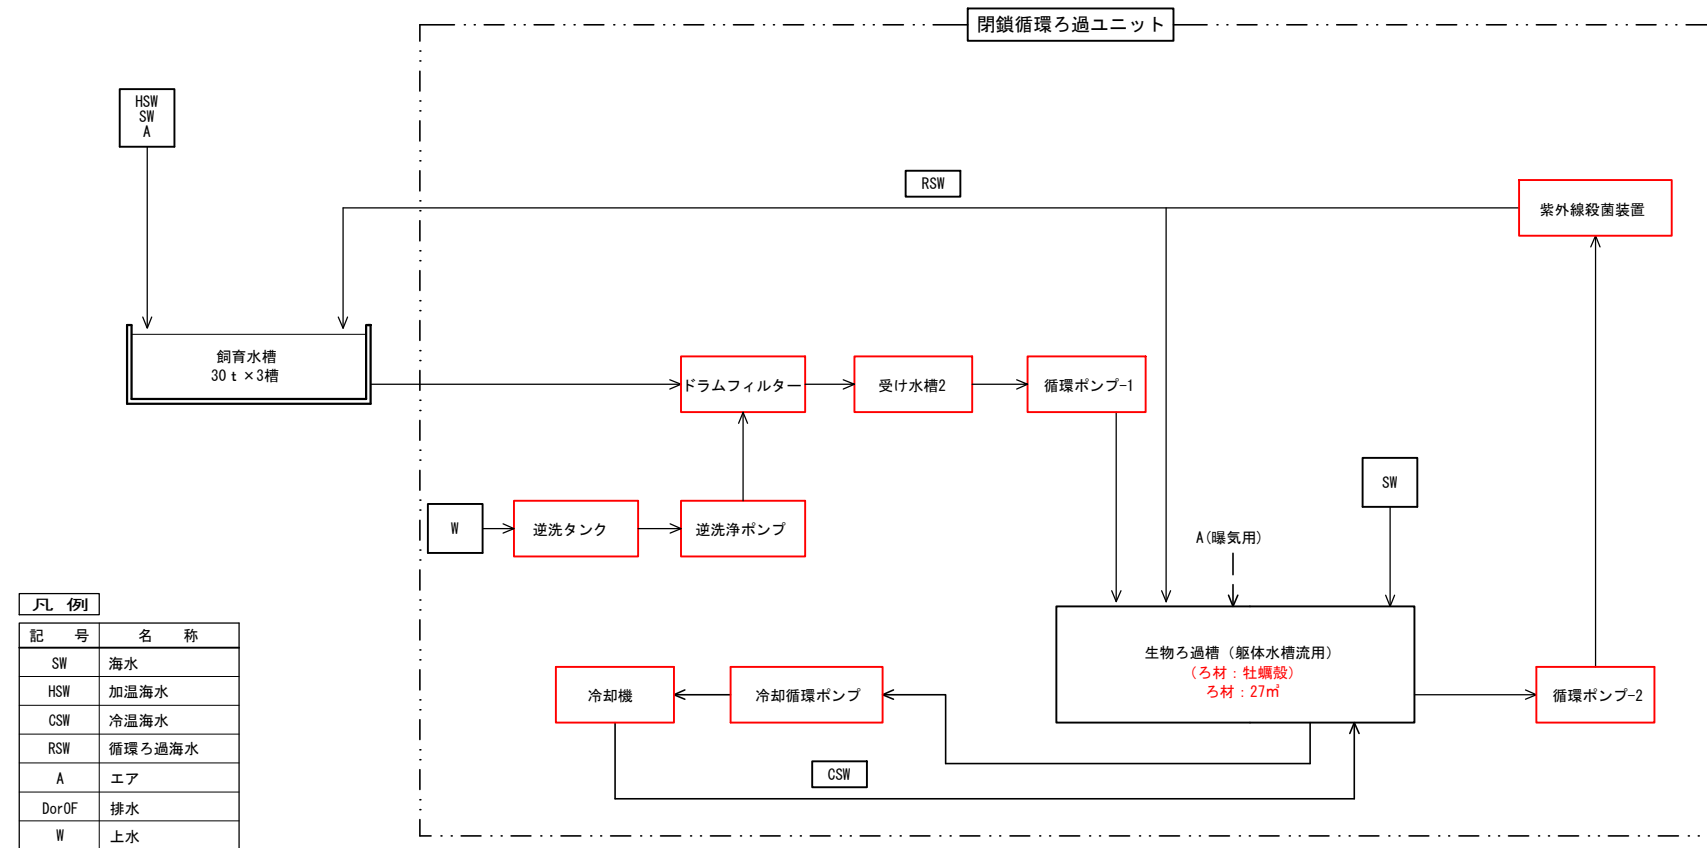 閉鎖循環ろ過ユニット
HSW
SW
A
RSW
紫外線殺菌装置
飼育水槽
30ｔ×3槽
ドラムフィルター
受け水槽2
循環ポンプ-1
SW
W
逆洗タンク
逆洗浄ポンプ
A(曝気用)
凡 例
記 号 名 称
SW 海水
HSW 加温海水
CSW 冷温海水
RSW 循環ろ過海水
A エア
DorOF 排水
W 上水
生物ろ過槽（躯体水槽流用）
(ろ材：牡蠣殻)
ろ材：27㎥
冷却機
冷却循環ポンプ
循環ポンプ-2
CSW